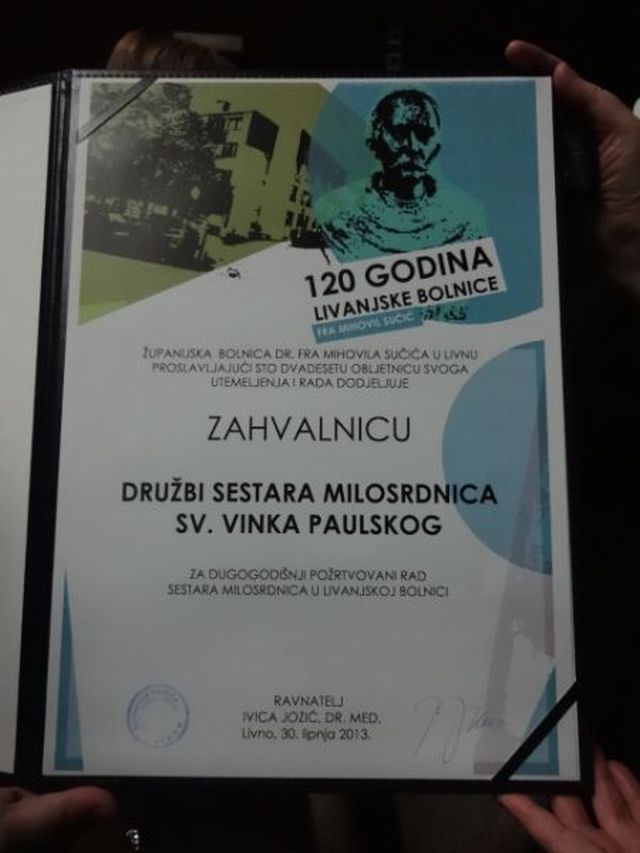 120 GODINA
LIVANJSKE BOLNICE
FRA MIHOVIL SUČIĆ
ŽUPANIJSKA BOLNICA DR. FRA MIHOVILA SUČIĆA U LIVNU
PROSLAVLJAJUĆI STO DVADESETU OBLJETNICU SVOGA
UTEMELJENJA I RADA DODJELJUJE
ZAHVALNICU
DRUŽBI SESTARA MILOSRDNICA
SV. VINKA PAULSKOG
ZA DUGOGODIŠNJI POŽRTVOVANI RAD
SESTARA MILOSRDNICA U LIVANJSKOJ BOLNICI
RAVNATELJ
IVICA JOZIĆ, DR. MED.
Livno, 30. lipnja 2013.